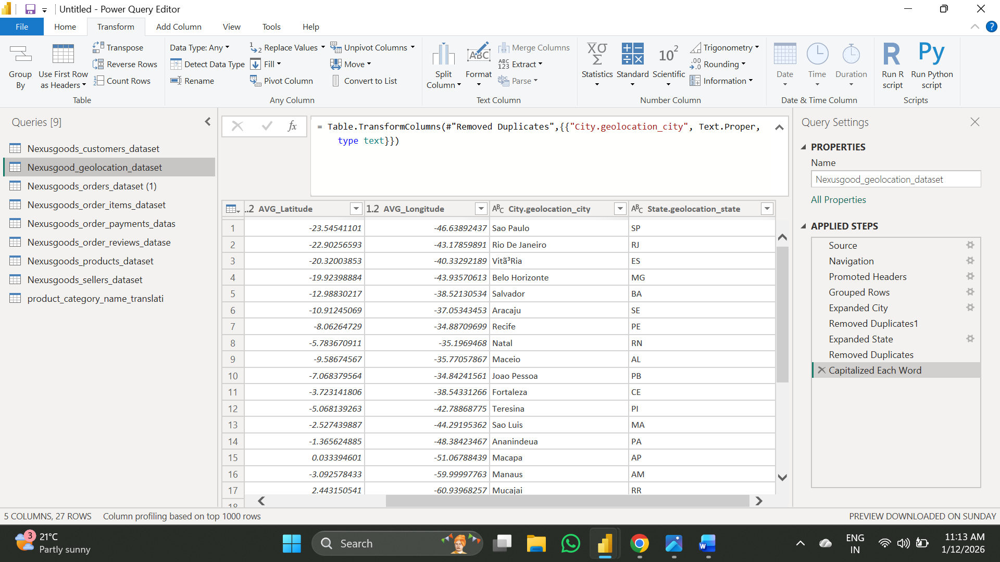 Untitled - Power Query Editor
File Home Transform Add Column View Tools Help
Group By
Use First Row as Headers
Transpose
Reverse Rows
Count Rows
Table
Data Type: Any
Detect Data Type
Rename
Replace Values
Fill
Pivot Column
Unpivot Columns
Move
Convert to List
Any Column
Split Column
Format
Merge Columns
Extract
Parse
Text Column
Statistics
Standard
Scientific
Trigonometry
Rounding
Information
Number Column
Date
Time
Duration
Date & Time Column
Run R script
Run Python script
Scripts
Queries [9]
Nexusgoods_customers_dataset
Nexusgood_geolocation_dataset
Nexusgoods_orders_dataset (1)
Nexusgoods_order_items_dataset
Nexusgoods_order_payments_datas
Nexusgoods_order_reviews_datase
Nexusgoods_products_dataset
Nexusgoods_sellers_dataset
product_category_name_translati
= Table.TransformColumns(#"Removed Duplicates",{{"City.geolocation_city", Text.Proper,
type text}})
AVG_Latitude 1.2 AVG_Longitude ABC City.geolocation_city ABC State.geolocation_state
1 -23.54541101 -46.63892437 Sao Paulo SP
2 -22.90256593 -43.17859891 Rio De Janeiro RJ
3 -20.32003853 -40.33292189 Vitã³Ria ES
4 -19.92398884 -43.93570613 Belo Horizonte MG
5 -12.98830217 -38.52130534 Salvador BA
6 -10.91245069 -37.05343453 Aracaju SE
7 -8.06264729 -34.88709699 Recife PE
8 -5.783670911 -35.1969468 Natal RN
9 -9.58674567 -35.77057867 Maceio AL
10 -7.068379564 -34.84241561 Joao Pessoa PB
11 -3.723141806 -38.54331266 Fortaleza CE
12 -5.068139263 -42.78868775 Teresina PI
13 -2.527439887 -44.29195362 Sao Luis MA
14 -1.365624885 -48.38423467 Ananindeua PA
15 0.033394601 -51.06788439 Macapa AP
16 -3.092578433 -59.99997763 Manaus AM
17 2.443150541 -60.93968257 Mucajai RR
18
Query Settings
PROPERTIES
Name
Nexusgood_geolocation_dataset
All Properties
APPLIED STEPS
Source
Navigation
Promoted Headers
Grouped Rows
Expanded City
Removed Duplicates1
Expanded State
Removed Duplicates
Capitalized Each Word
5 COLUMNS, 27 ROWS Column profiling based on top 1000 rows
PREVIEW DOWNLOADED ON SUNDAY
3
21°C
Partly sunny
Search
ENG
IN
11:13 AM
1/12/2026